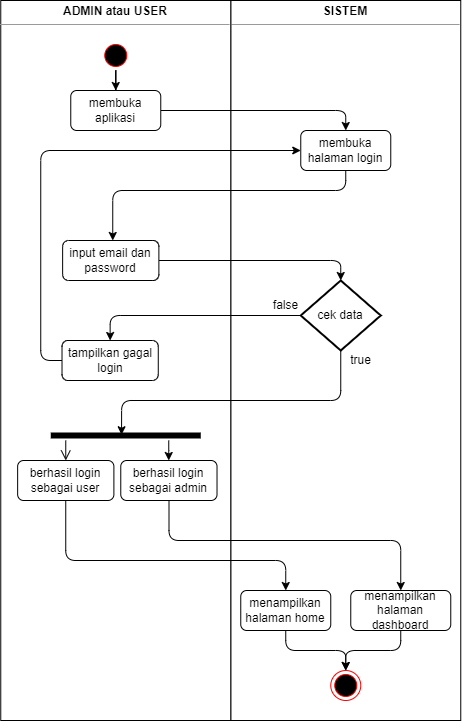 ADMIN atau USER
SISTEM
membuka
aplikasi
membuka
halaman login
input email dan
password
false
cek data
tampilkan gagal
login
true
berhasil login
sebagai user
berhasil login
sebagai admin
menampilkan
halaman home
menampilkan
halaman
dashboard